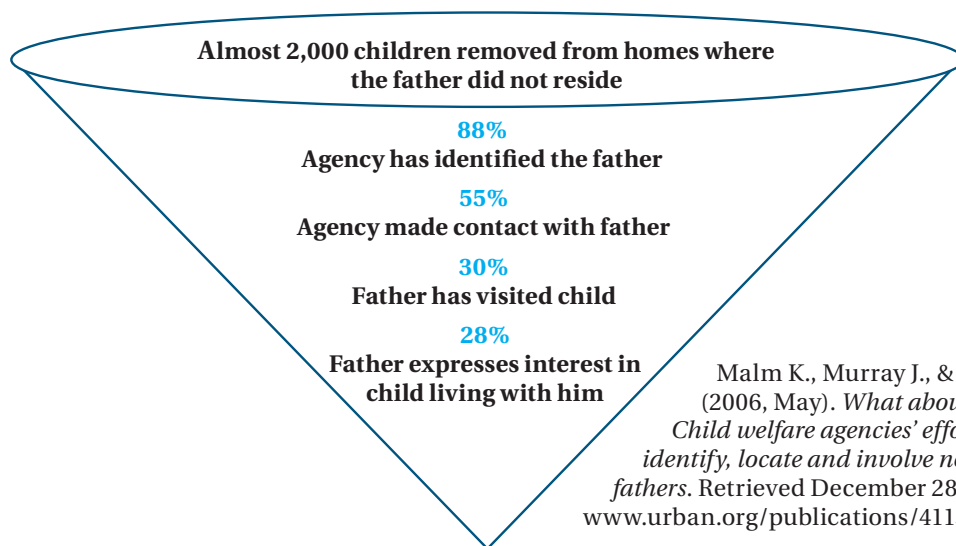 Almost 2,000 children removed from homes where
the father did not reside
88%
Agency has identified the father
55%
Agency made contact with father
30%
Father has visited child
28%
Father expresses interest in
child living with him
Malm K., Murray J., &
(2006, May). What abou
Child welfare agencies’ effo
identify, locate and involve no
fathers. Retrieved December 28
www.urban.org/publications/411